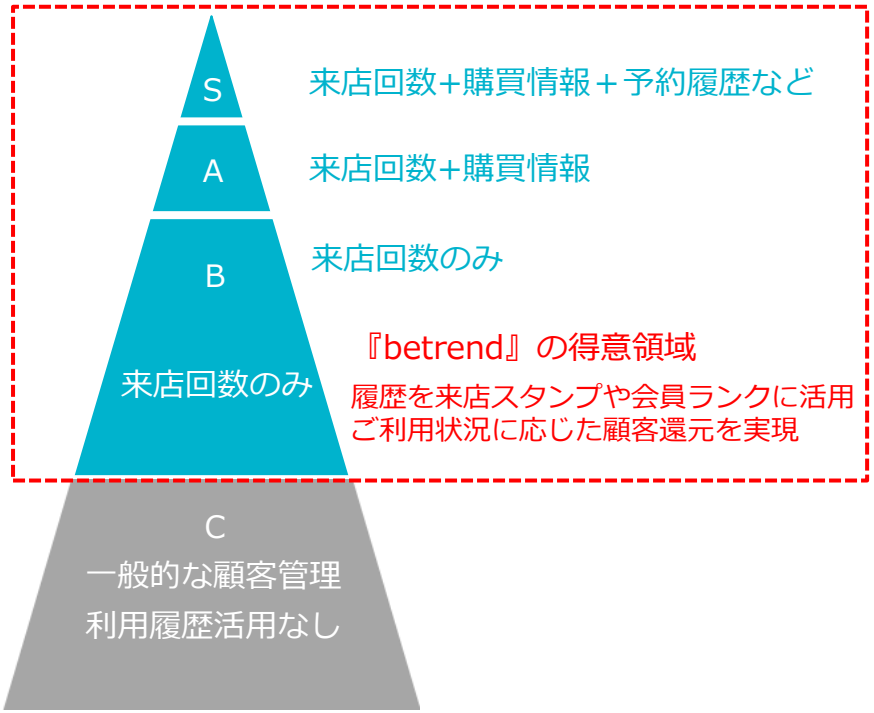 S
来店回数+購買情報+予約履歴など
A
来店回数+購買情報
B
来店回数のみ
来店回数のみ
『betrend』の得意領域
履歴を来店スタンプや会員ランクに活用
ご利用状況に応じた顧客還元を実現
C
一般的な顧客管理
利用履歴活用なし